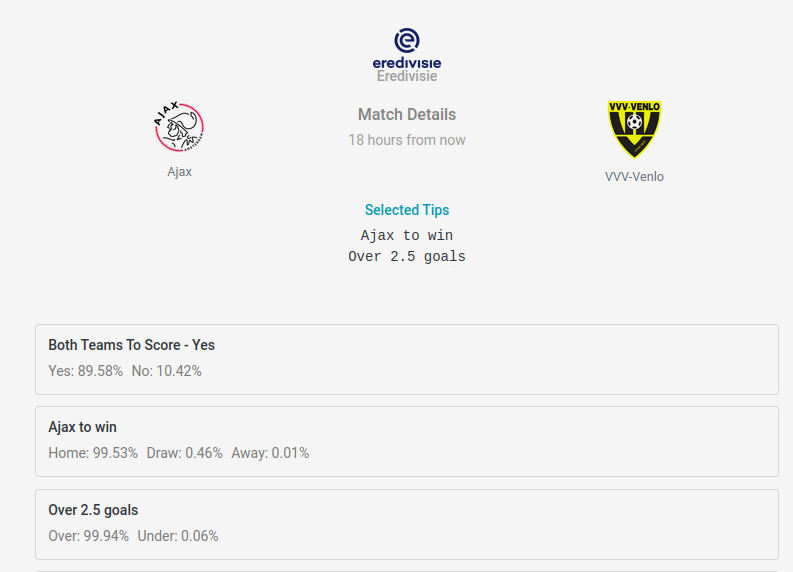 eredivisie
Eredivisie
AJAX
VVV-VENLO
Match Details
18 hours from now
Ajax
VVV-Venlo
Selected Tips
Ajax to win
Over 2.5 goals
Both Teams To Score - Yes
Yes: 89.58% No: 10.42%
Ajax to win
Home: 99.53% Draw: 0.46% Away: 0.01%
Over 2.5 goals
Over: 99.94% Under: 0.06%